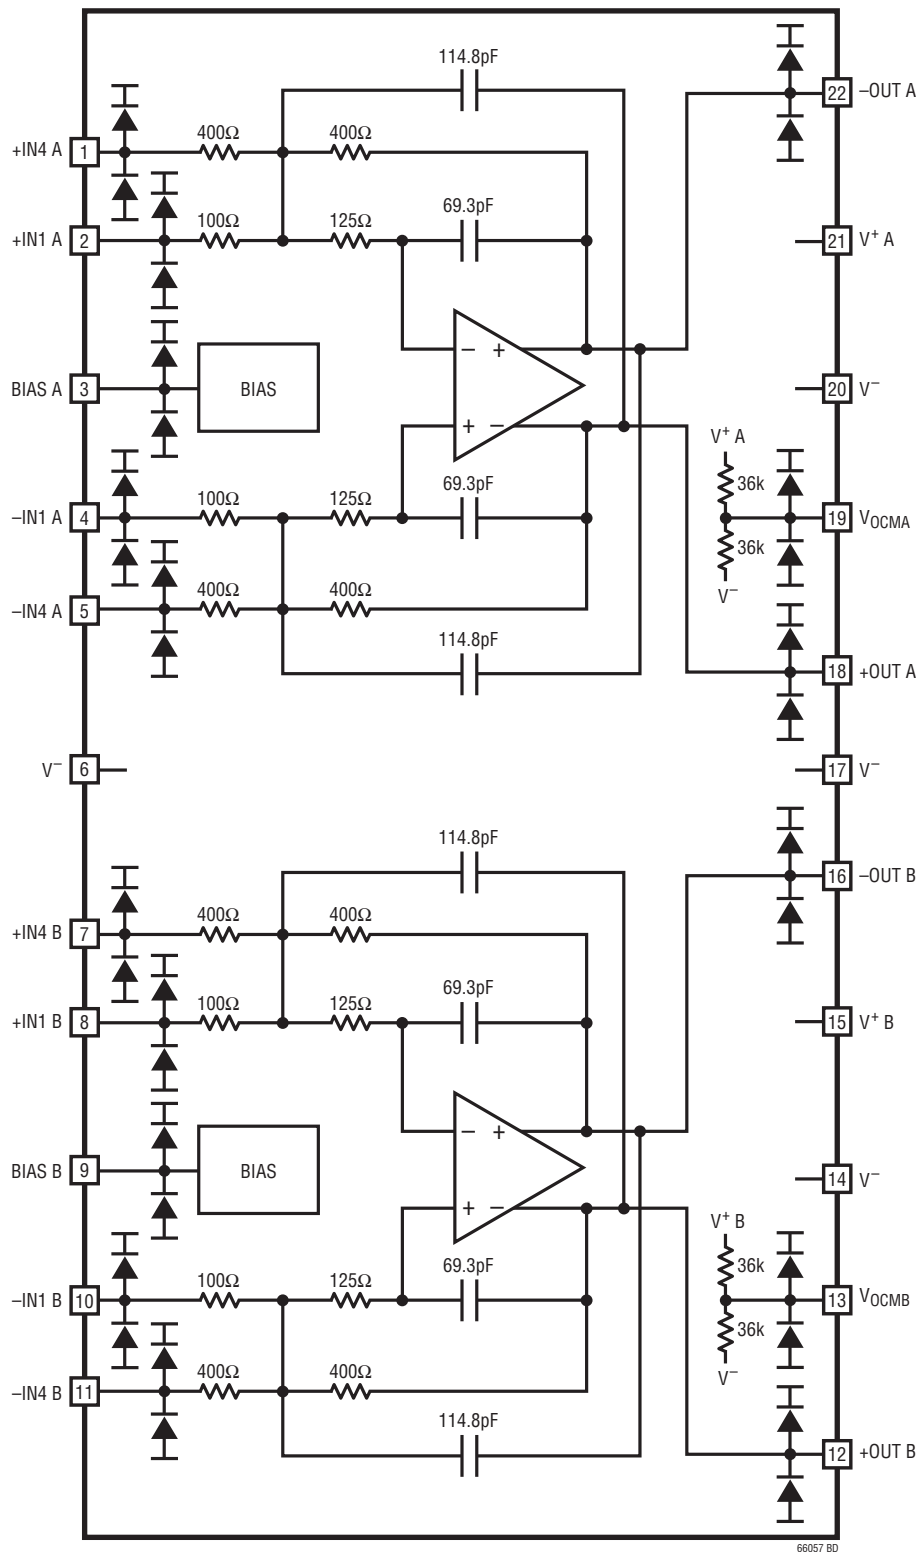 114.8pF
22 –OUT A
+IN4 A 1
400Ω 400Ω
69.3pF
+IN1 A 2
100Ω 125Ω
21 V+ A
– +
BIAS A 3
BIAS
20 V–
+ –
V+ A
36k
69.3pF
–IN1 A 4
100Ω 125Ω
19 VOCMA
36k
V–
–IN4 A 5
400Ω 400Ω
114.8pF
18 +OUT A
V– 6
17 V–
114.8pF
16 –OUT B
+IN4 B 7
400Ω 400Ω
69.3pF
+IN1 B 8
100Ω 125Ω
15 V+ B
– +
BIAS B 9
BIAS
14 V–
+ –
V+ B
36k
69.3pF
–IN1 B 10
100Ω 125Ω
13 VOCMB
36k
V–
–IN4 B 11
400Ω 400Ω
114.8pF
12 +OUT B
66057 BD